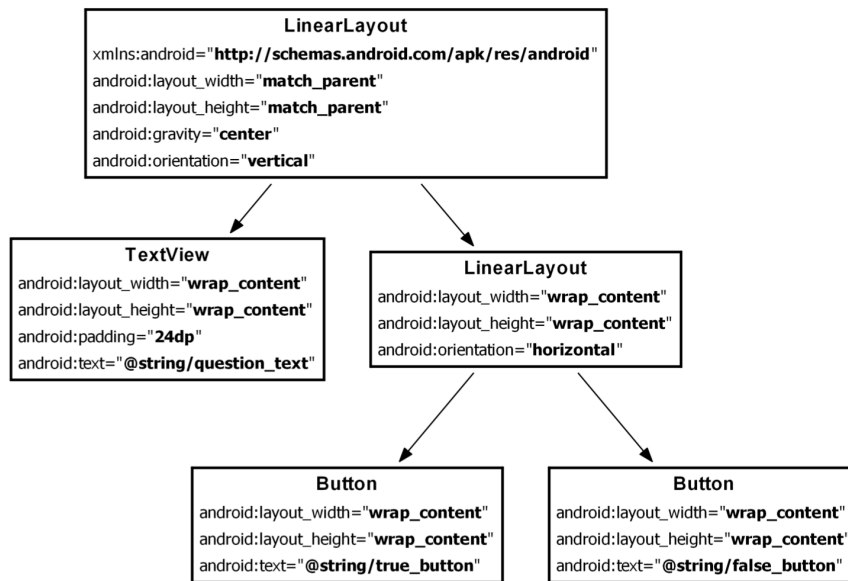 LinearLayout
xmlns:android="http://schemas.android.com/apk/res/android"
android:layout_width="match_parent"
android:layout_height="match_parent"
android:gravity="center"
android:orientation="vertical"
TextView
android:layout_width="wrap_content"
android:layout_height="wrap_content"
android:padding="24dp"
android:text="@string/question_text"
LinearLayout
android:layout_width="wrap_content"
android:layout_height="wrap_content"
android:orientation="horizontal"
Button
android:layout_width="wrap_content"
android:layout_height="wrap_content"
android:text="@string/true_button"
Button
android:layout_width="wrap_content"
android:layout_height="wrap_content"
android:text="@string/false_button"